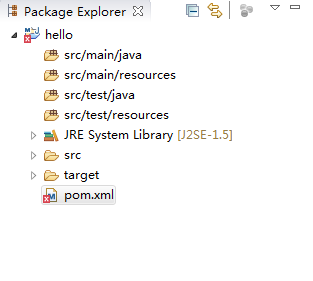 Package Explorer
hello
src/main/java
src/main/resources
src/test/java
src/test/resources
JRE System Library [J2SE-1.5]
src
target
pom.xml